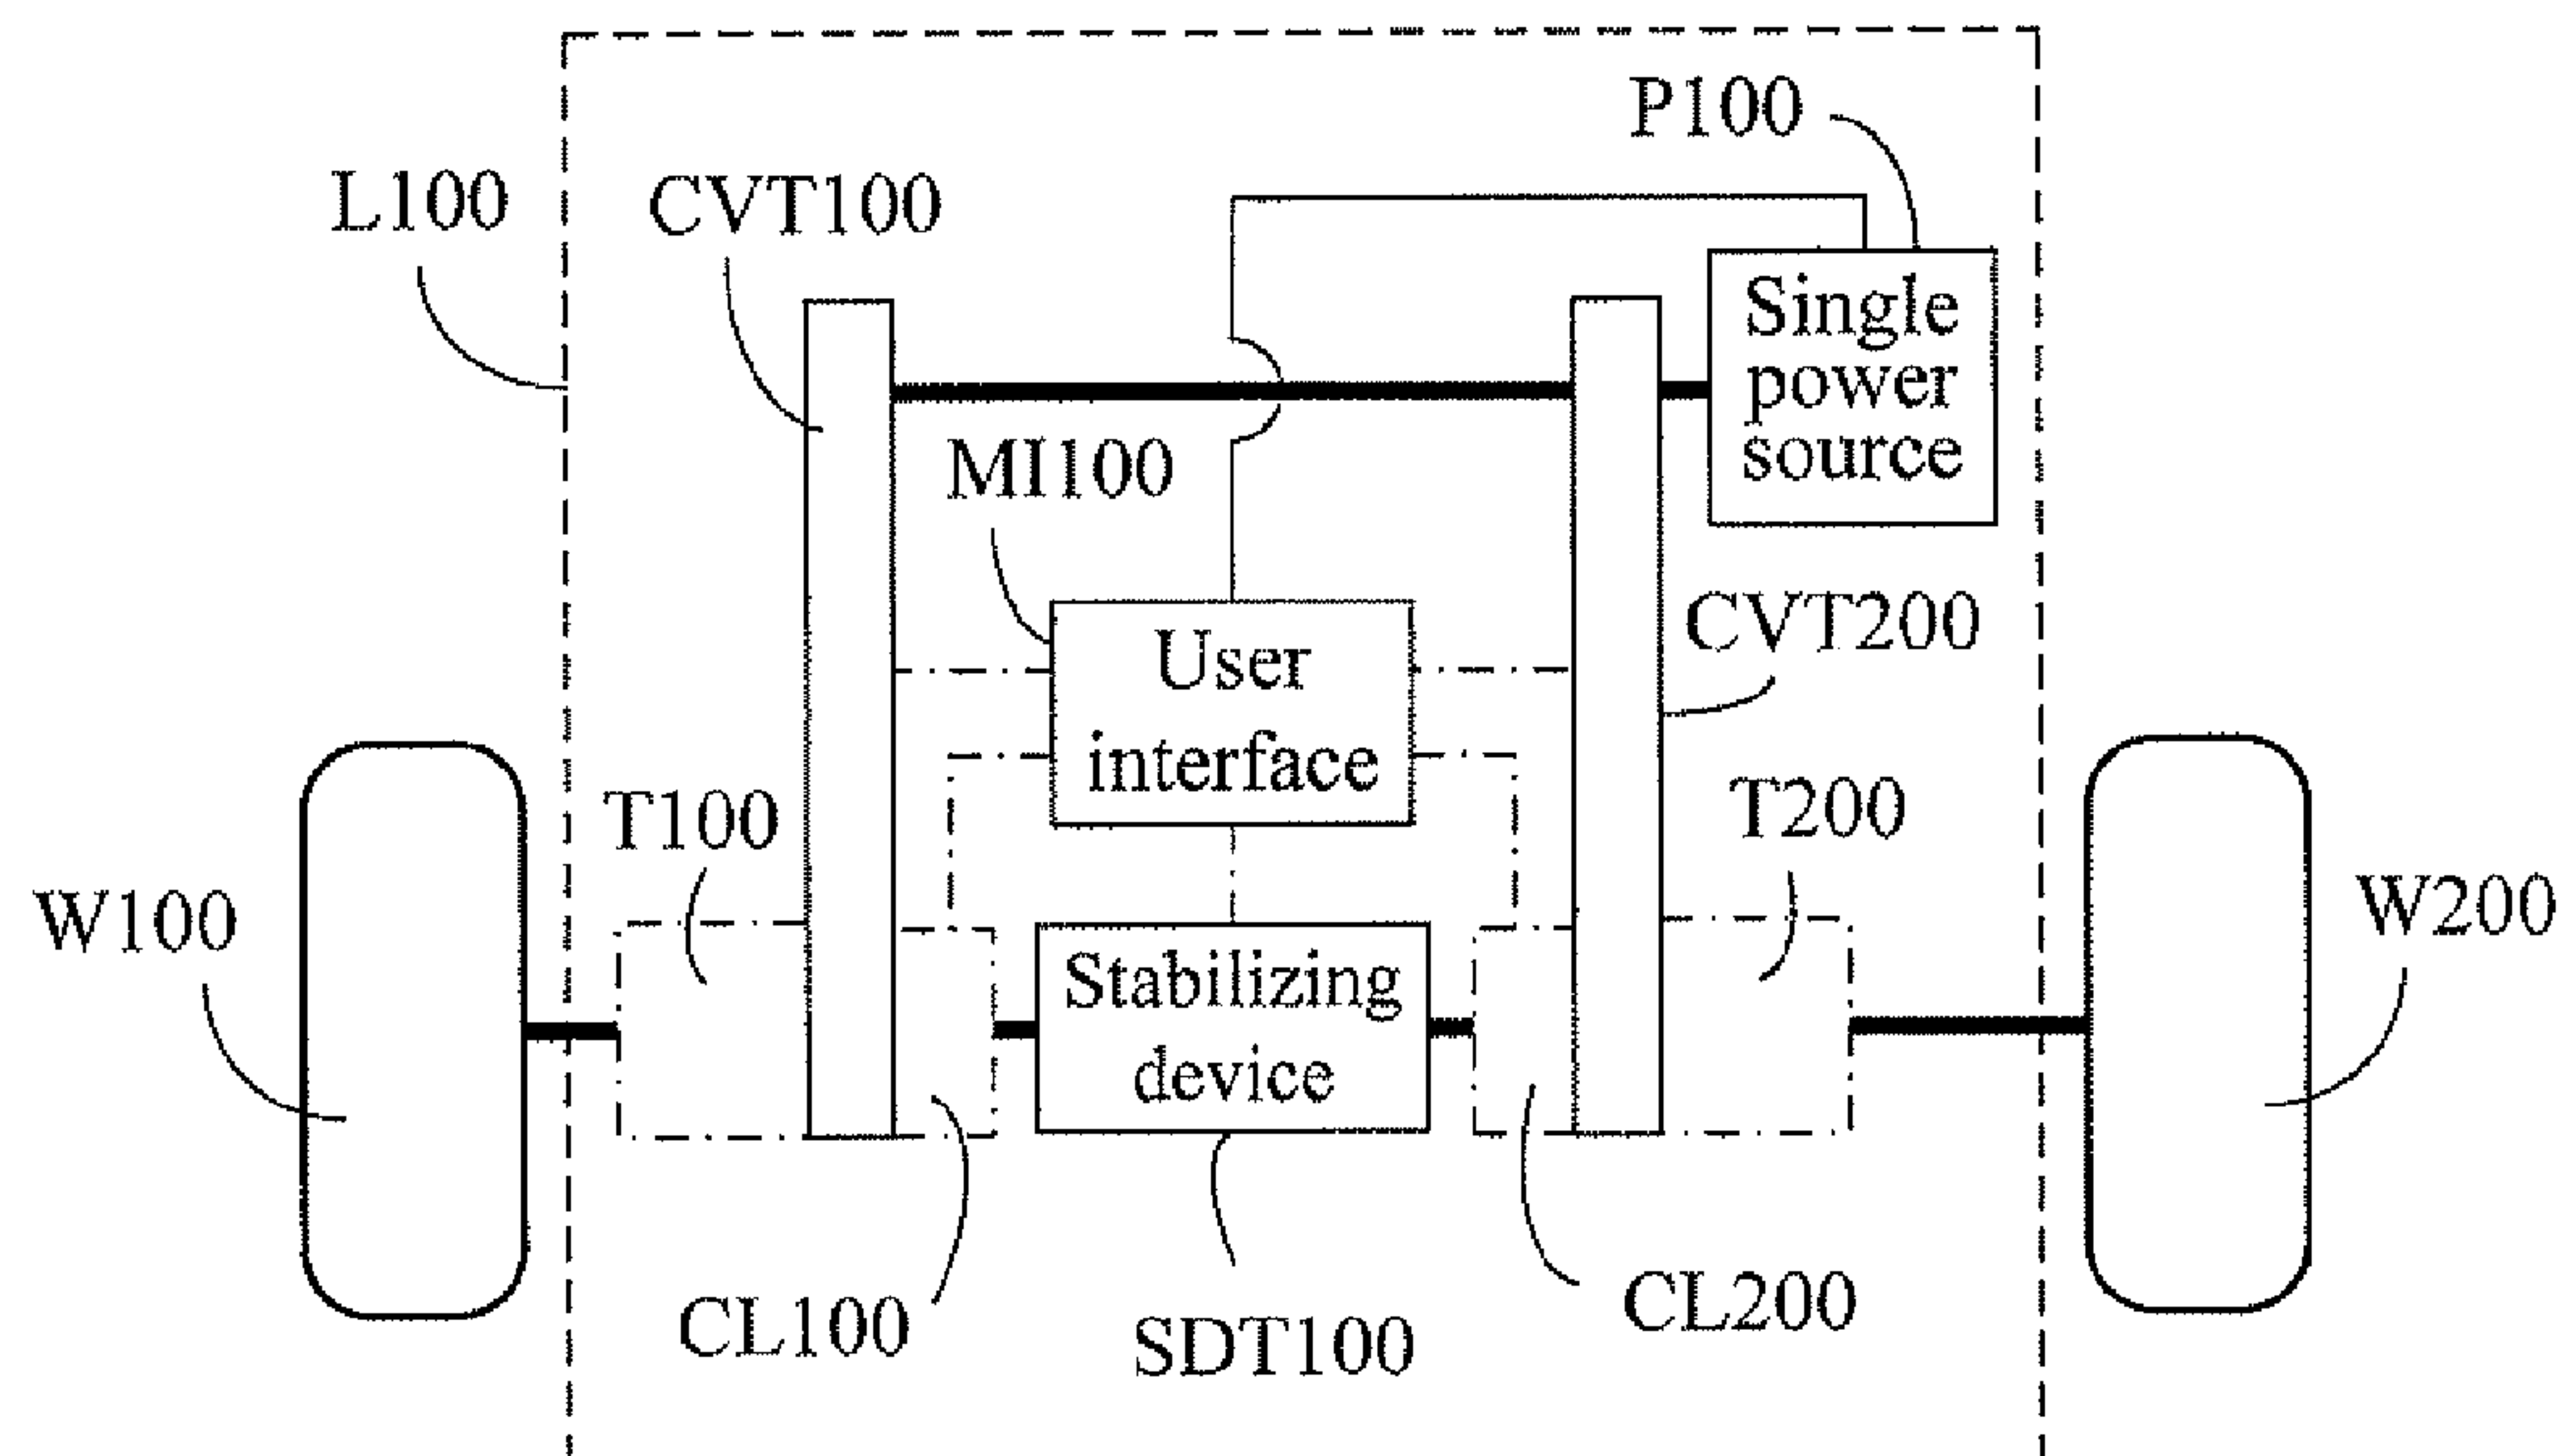 P100
L100
CVT100
Single
power
source
MI100
CVT200
User
interface
T100
T200
W100
W200
Stabilizing
device
CL100
CL200
SDT100